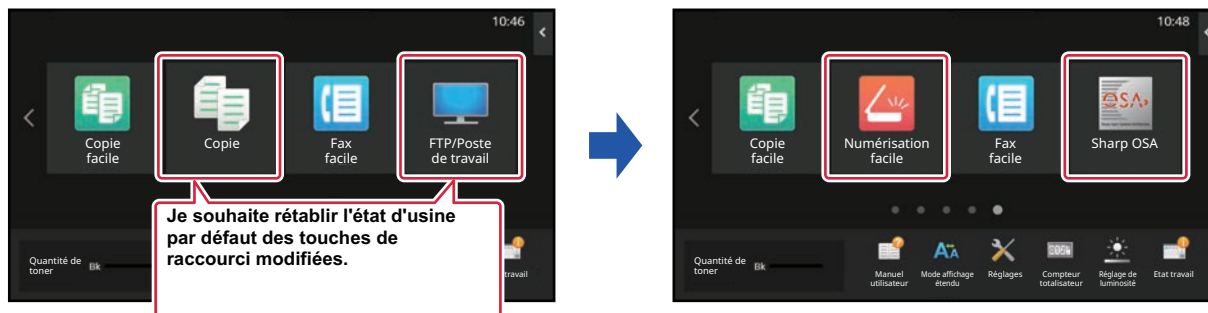 10:46
Copie
facile
Copie
Fax
facile
FTP/Poste
de travail
Je souhaite rétablir l'état d'usine
par défaut des touches de
raccourci modifiées.
Quantité de
toner
Bk
travail
10:48
Copie
facile
Numérisation
facile
Fax
facile
Sharp OSA
Quantité de
toner
Bk
Manuel
utilisateur
Mode affichage
étendu
Réglages
Compteur
totalisateur
Réglage de
luminosité
Etat travail